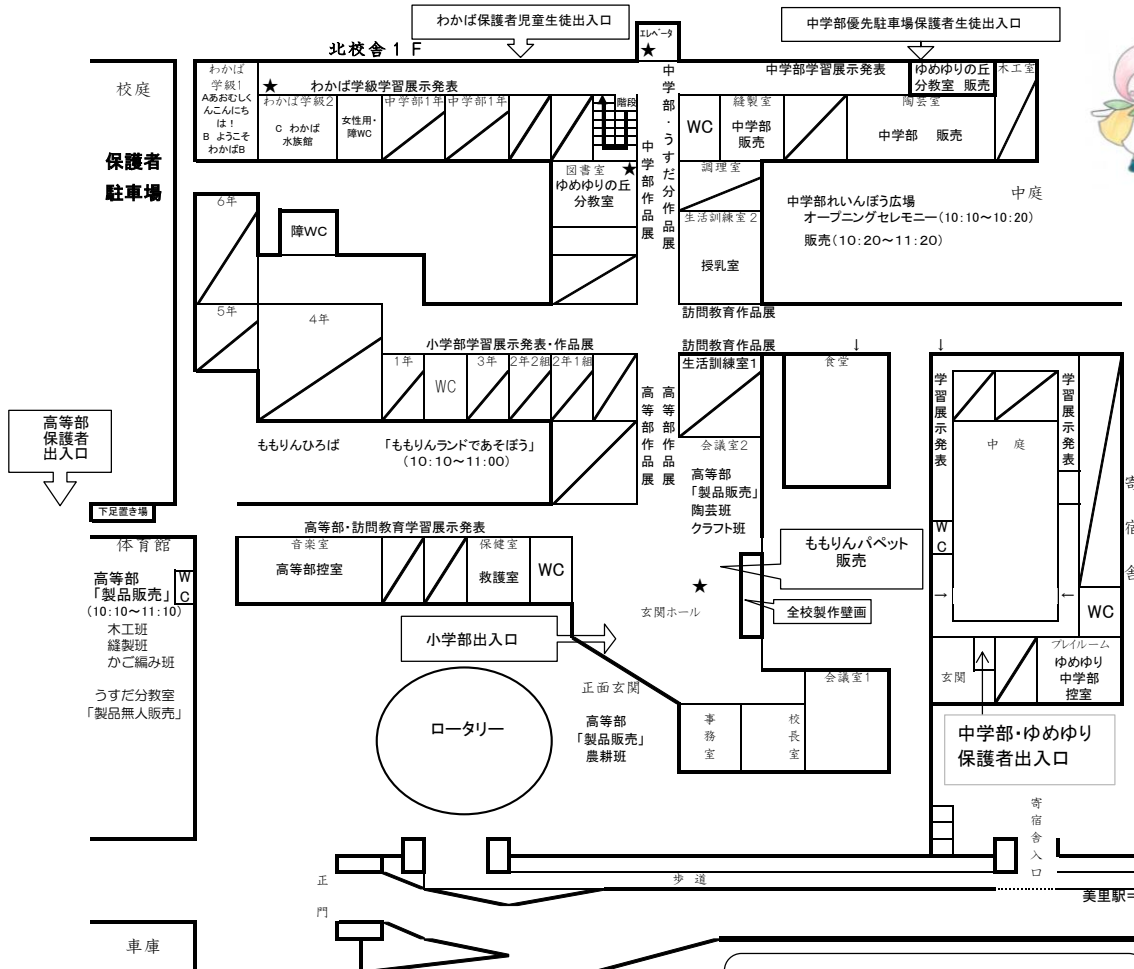 わかば保護者児童生徒出入口
中学部優先駐車場保護者生徒出入口
エレベータ
★
北校舎1F
校庭
保護者
駐車場
わかば
学級1
Aあおむしく
んこんにち
は！
B ようこそ
わかばB
★ わかば学級学習展示発表
わかば学級2
C わかば
水族館
女性用・
障WC
中学部1年
中学部1年
階段
中学部・うすだ分作品展
中学部作品展
中学部学習展示発表
ゆめゆりの丘
分教室 販売
木工室
WC
縫製室
中学部
販売
陶芸室
中学部 販売
図書室 ★
ゆめゆりの丘
分教室
調理室
生活訓練室2
授乳室
中学部れいんぼう広場
オープニングセレモニー(10:10～10:20)
販売(10:20～11:20)
中庭
6年
障WC
5年
4年
訪問教育作品展
訪問教育作品展
小学部学習展示発表・作品展
1年
WC
3年
2年2組
2年1組
生活訓練室1
食堂
↓
↓
高等部作品展
高等部作品展
学習展示発表
学習展示発表
中庭
寄宿舎
高等部
保護者
出入口
ももりんひろば 「ももりんランドであそぼう」
(10:10～11:00)
会議室2
高等部
「製品販売」
陶芸班
クラフト班
下足置き場
体育館
高等部
「製品販売」
(10:10～11:10)
木工班
縫製班
かご編み班
うすだ分教室
「製品無人販売」
WC
高等部・訪問教育学習展示発表
音楽室
高等部控室
保健室
救護室
WC
ももりんパペット
販売
★
玄関ホール
全校製作壁画
WC
→
←
WC
小学部出入口
正面玄関
ロータリー
高等部
「製品販売」
農耕班
会議室1
事務室
校長室
玄関
プレイルーム
ゆめゆり
中学部
控室
中学部・ゆめゆり
保護者出入口
寄宿舎入口
正門
歩道
美里駅⇒
車庫